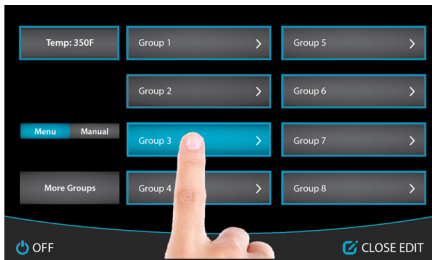 Temp: 350F
Group 1
Group 5
Group 2
Group 6
Menu Manual
Group 3
Group 7
More Groups
Group 4
Group 8
OFF
CLOSE EDIT